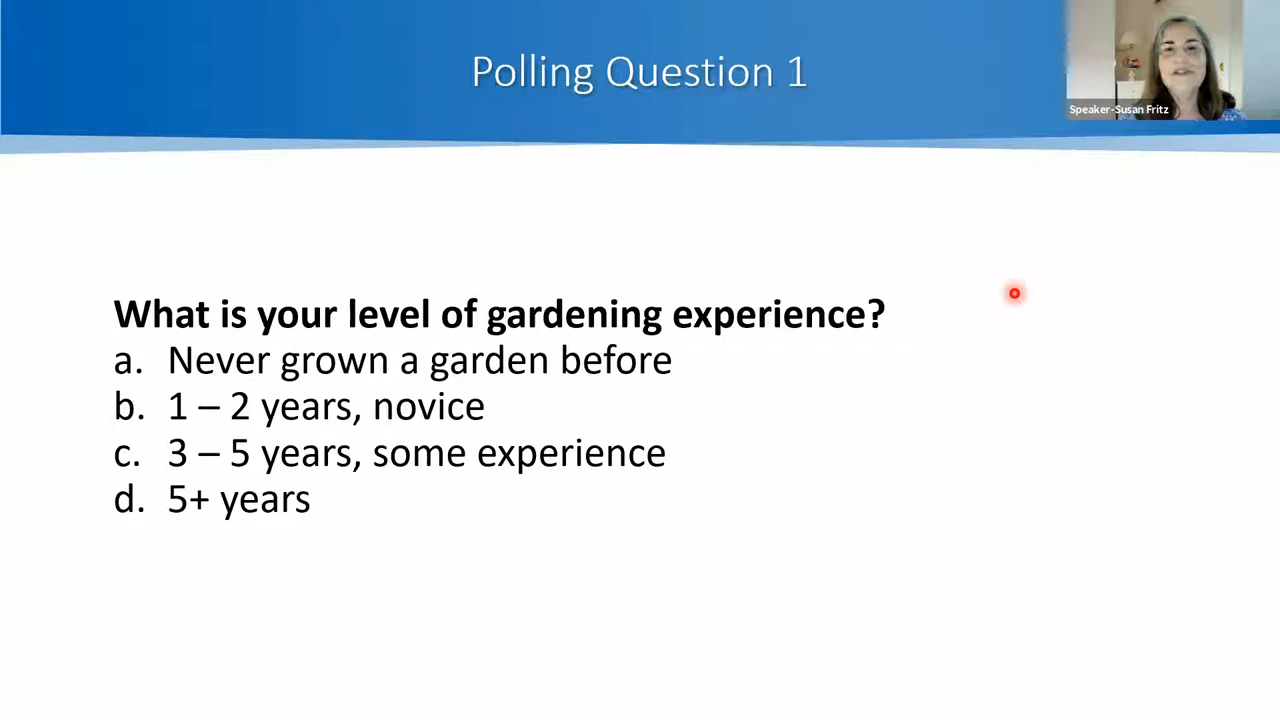 Polling Question 1
Speaker-Susan Fritz
What is your level of gardening experience?
a. Never grown a garden before
b. 1 – 2 years, novice
c. 3 – 5 years, some experience
d. 5+ years